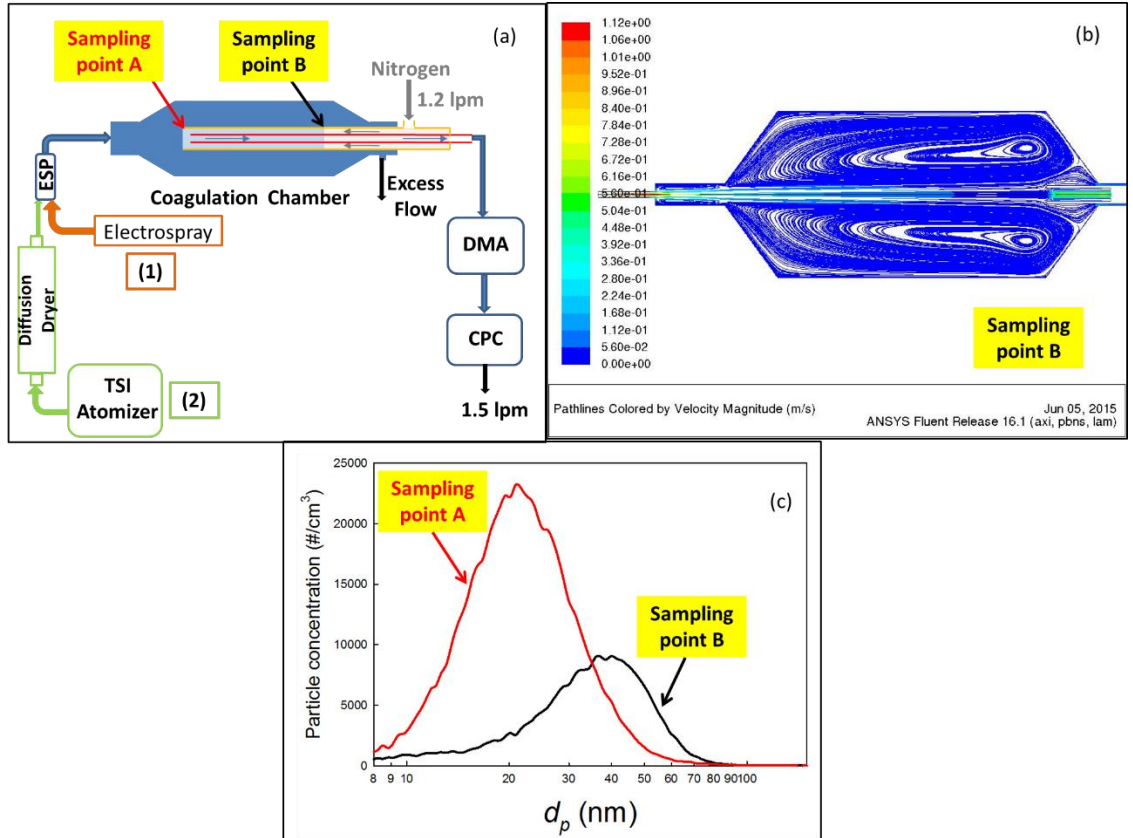 (a)
Sampling
point A
Sampling
point B
Nitrogen
1.2 lpm
ESP
Coagulation Chamber
Excess
Flow
Electrospray
(1)
DMA
Diffusion
Dryer
CPC
TSI
Atomizer
(2)
1.5 lpm
(b)
1.12e+00
1.06e+00
1.01e+00
9.52e-01
8.96e-01
8.40e-01
7.84e-01
7.28e-01
6.72e-01
6.16e-01
5.60e-01
5.04e-01
4.48e-01
3.92e-01
3.36e-01
2.80e-01
2.24e-01
1.68e-01
1.12e-01
5.60e-02
0.00e+00
Sampling
point B
Pathlines Colored by Velocity Magnitude (m/s)
Jun 05, 2015
ANSYS Fluent Release 16.1 (axi, pbns, lam)
(c)
Particle concentration (#/cm³)
25000
20000
15000
10000
5000
0
Sampling
point A
Sampling
point B
8 9 10 20 30 40 50 60 70 80 90 100
dp (nm)